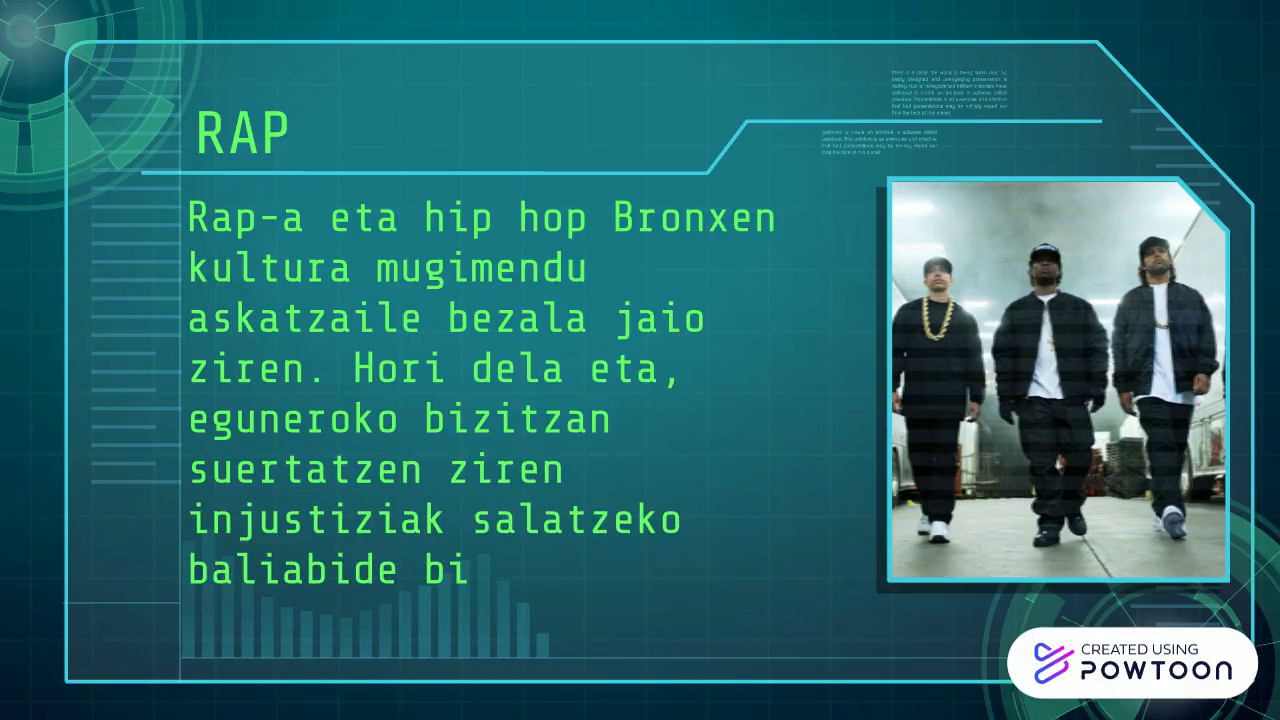 RAP
Rap-a eta hip hop Bronxen
kultura mugimendu
askatzaile bezala jaio
ziren. Hori dela eta,
eguneroko bizitzan
suertatzen ziren
injustiziak salatzeko
baliabide bi
CREATED USING
POWTOON